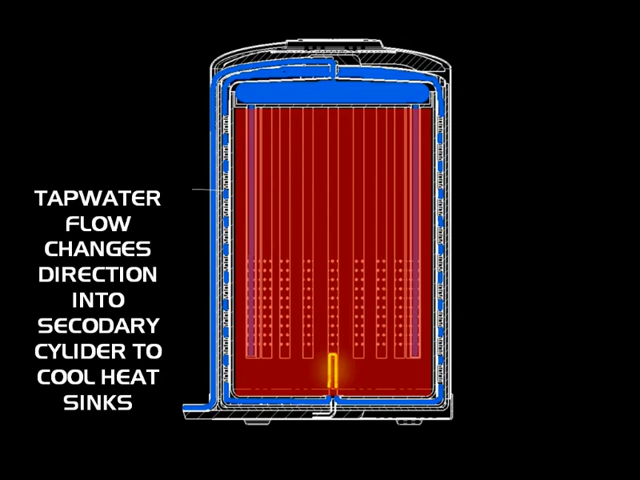 TAPWATER
FLOW
CHANGES
DIRECTION
INTO
SECODARY
CYLIDER TO
COOL HEAT
SINKS